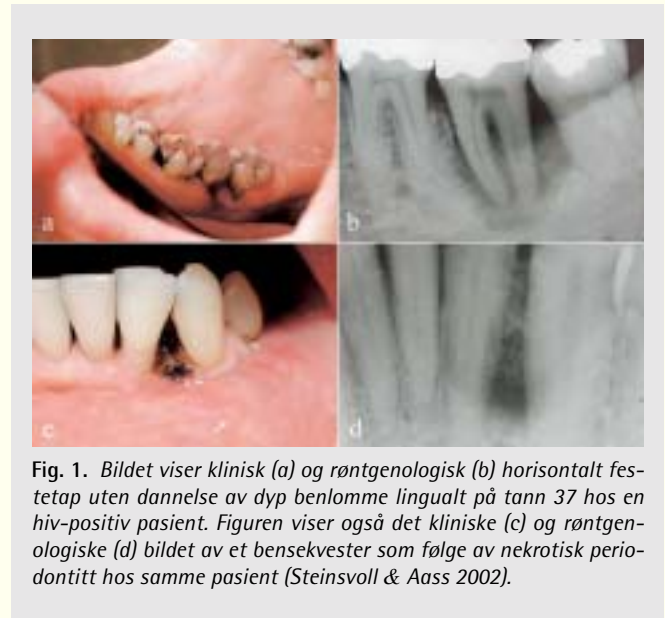 a
b
c
d
Fig. 1. Bildet viser klinisk (a) og røntgenologisk (b) horisontalt fes-
tetap uten dannelse av dyp benlomme lingualt på tann 37 hos en
hiv-positiv pasient. Figuren viser også det kliniske (c) og røntgen-
ologiske (d) bildet av et bensekvester som følge av nekrotisk perio-
dontitt hos samme pasient (Steinsvoll & Aass 2002).